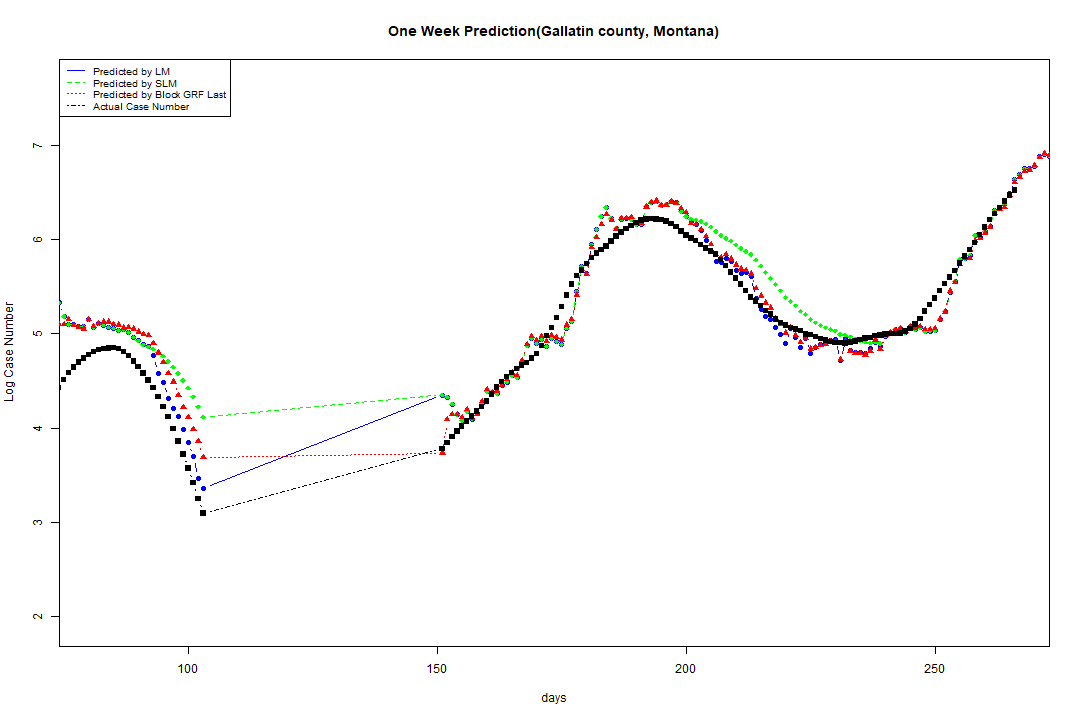 One Week Prediction(Gallatin county, Montana)
Predicted by LM
Predicted by SLM
Predicted by Block GRF Last
Actual Case Number
7
6
5
4
3
2
Log Case Number
100 150 200 250
days